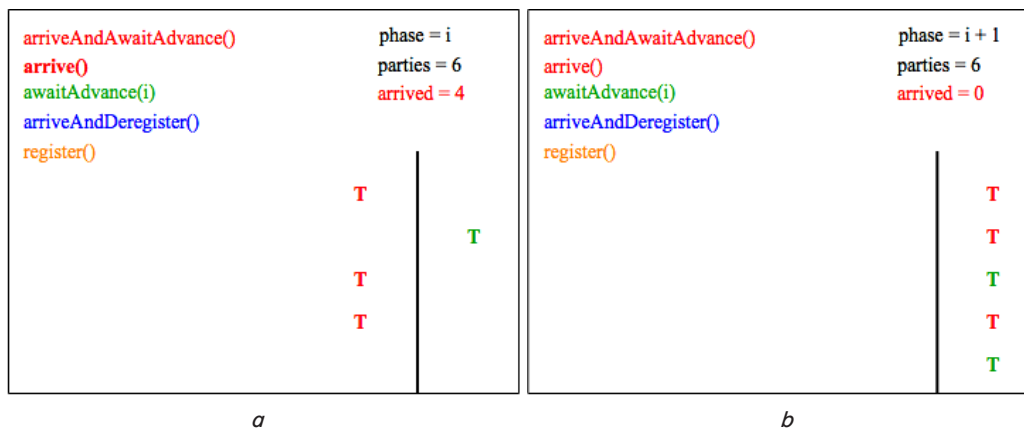 arriveAndAwaitAdvance()
arrive()
awaitAdvance(i)
arriveAndDeregister()
register()
phase = i
parties = 6
arrived = 4
T
T
T
T
a
arriveAndAwaitAdvance()
arrive()
awaitAdvance(i)
arriveAndDeregister()
register()
phase = i + 1
parties = 6
arrived = 0
T
T
T
T
T
b